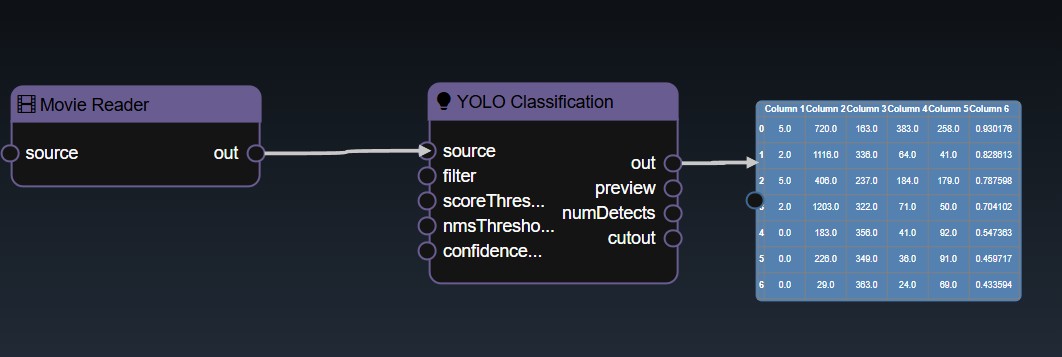 Movie Reader
source out
YOLO Classification
source
filter
scoreThres...
nmsThresho...
confidence...
out
preview
numDetects
cutout
Column 1 Column 2 Column 3 Column 4 Column 5 Column 6
0 5.0 720.0 163.0 383.0 258.0 0.930176
1 2.0 1116.0 336.0 64.0 41.0 0.828613
2 5.0 406.0 237.0 184.0 179.0 0.787598
3 2.0 1203.0 322.0 71.0 50.0 0.704102
4 0.0 183.0 356.0 41.0 92.0 0.547363
5 0.0 226.0 349.0 36.0 91.0 0.459717
6 0.0 29.0 363.0 24.0 69.0 0.433594